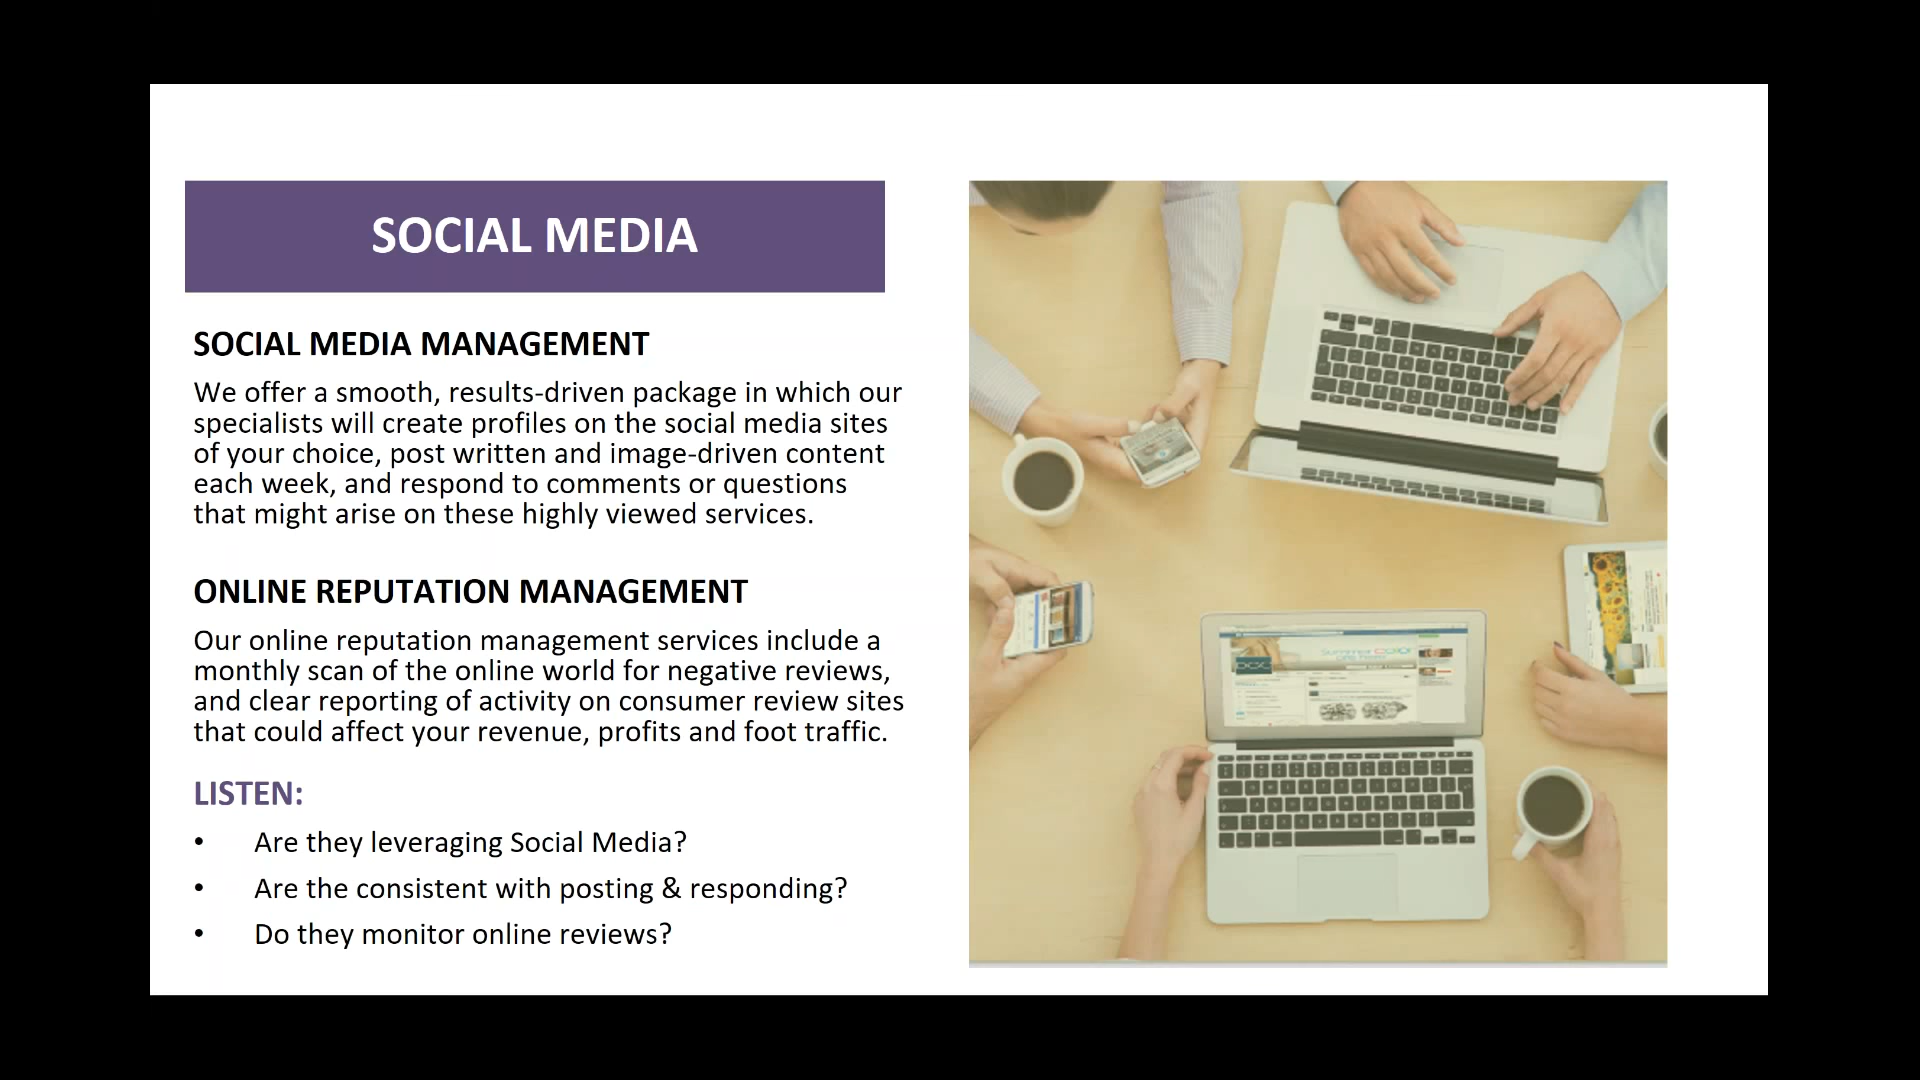 SOCIAL MEDIA
SOCIAL MEDIA MANAGEMENT
We offer a smooth, results-driven package in which our
specialists will create profiles on the social media sites
of your choice, post written and image-driven content
each week, and respond to comments or questions
that might arise on these highly viewed services.
ONLINE REPUTATION MANAGEMENT
Our online reputation management services include a
monthly scan of the online world for negative reviews,
and clear reporting of activity on consumer review sites
that could affect your revenue, profits and foot traffic.
LISTEN:
• Are they leveraging Social Media?
• Are the consistent with posting & responding?
• Do they monitor online reviews?